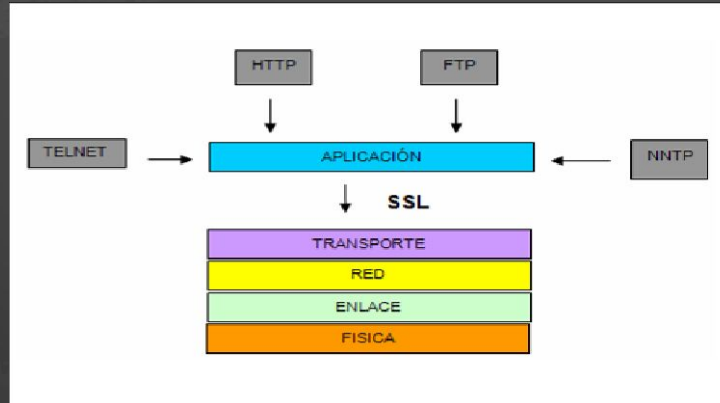 HTTP
FTP
TELNET
APLICACIÓN
NNTP
SSL
TRANSPORTE
RED
ENLACE
FISICA